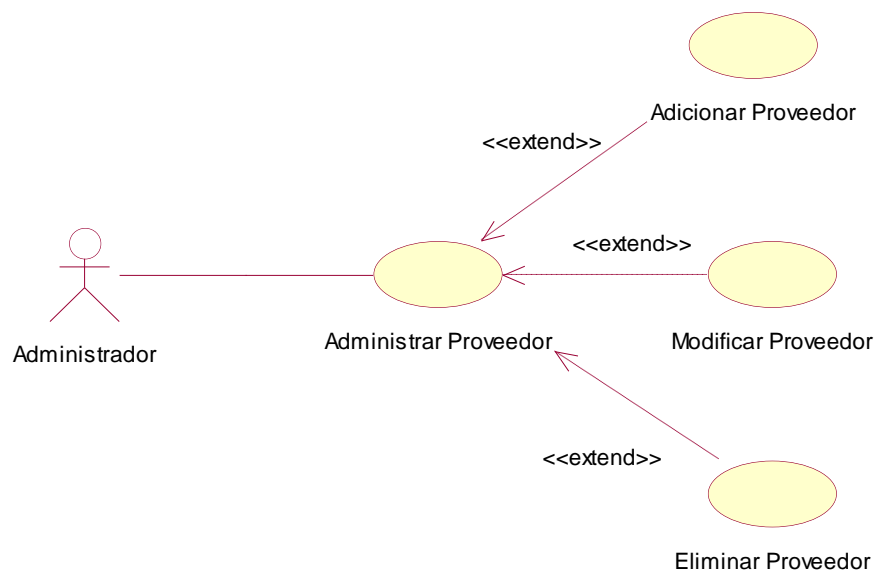 Adicionar Proveedor
<<extend>>
<<extend>>
Administrador
Administrar Proveedor
Modificar Proveedor
<<extend>>
Eliminar Proveedor